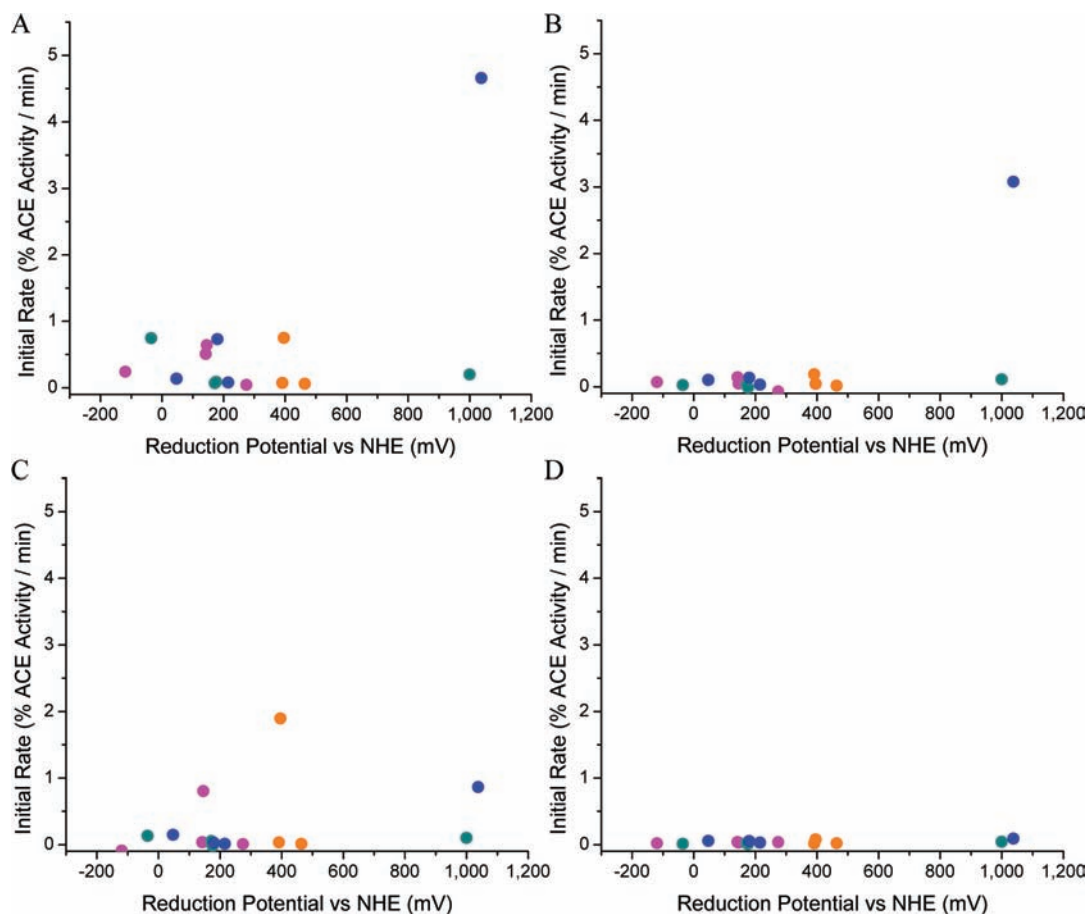 A
Initial Rate (% ACE Activity / min)
5
4
3
2
1
0
-200 0 200 400 600 800 1,000 1,200
Reduction Potential vs NHE (mV)
B
Initial Rate (% ACE Activity / min)
5
4
3
2
1
0
-200 0 200 400 600 800 1,000 1,200
Reduction Potential vs NHE (mV)
C
Initial Rate (% ACE Activity / min)
5
4
3
2
1
0
-200 0 200 400 600 800 1,000 1,200
Reduction Potential vs NHE (mV)
D
Initial Rate (% ACE Activity / min)
5
4
3
2
1
0
-200 0 200 400 600 800 1,000 1,200
Reduction Potential vs NHE (mV)